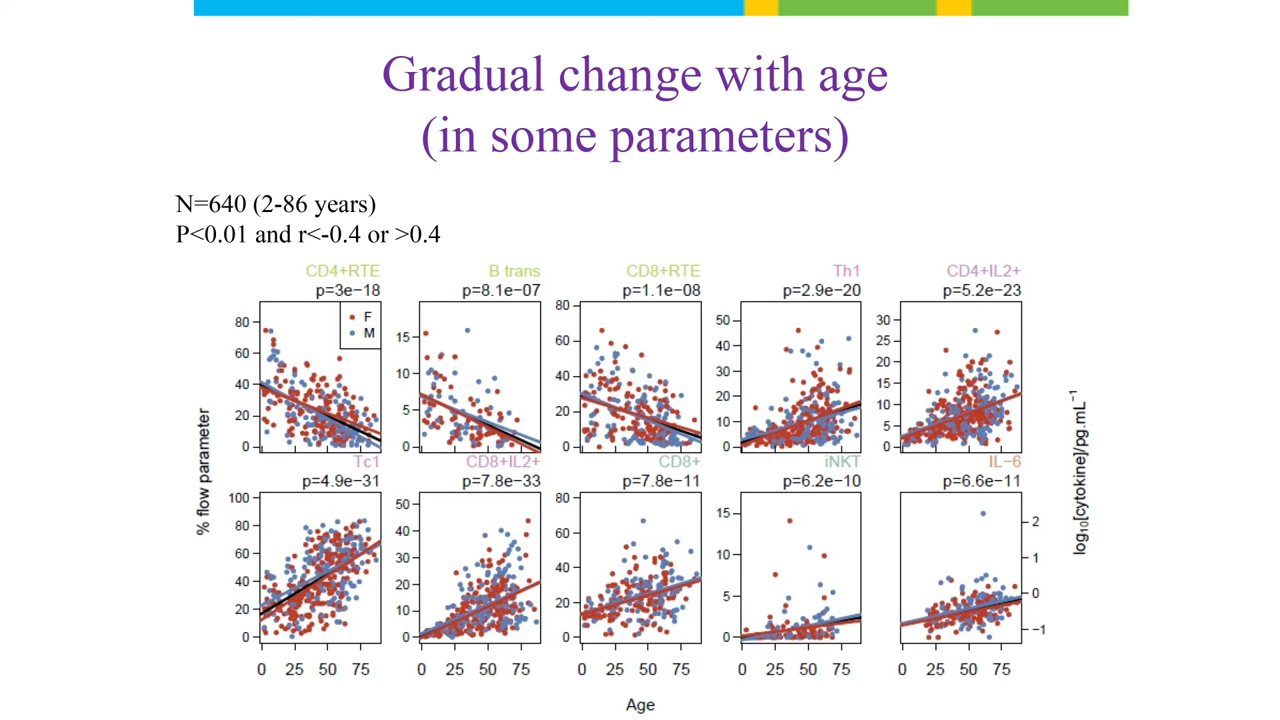 Gradual change with age
(in some parameters)
N=640 (2-86 years)
P<0.01 and r<-0.4 or >0.4
CD4+RTE
p=3e−18
B trans
p=8.1e−07
CD8+RTE
p=1.1e−08
Th1
p=2.9e−20
CD4+IL2+
p=5.2e−23
F
M
80
60
40
20
0
15
10
5
0
80
60
40
20
0
50
40
30
20
10
0
30
25
20
15
10
5
0
% flow parameter
log10[cytokine]/pg.mL−1
Tc1
p=4.9e−31
CD8+IL2+
p=7.8e−33
CD8+
p=7.8e−11
iNKT
p=6.2e−10
IL−6
p=6.6e−11
100
80
60
40
20
0
50
40
30
20
10
0
80
60
40
20
0
15
10
5
0
2
1
0
−1
0 25 50 75
0 25 50 75
0 25 50 75
0 25 50 75
0 25 50 75
Age